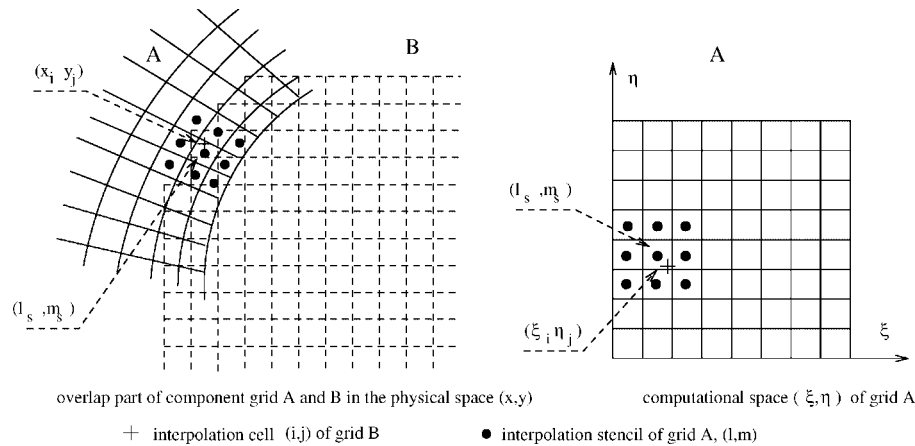 A
B
A
(x_i y_j)
η
(l_s ,m_s)
(l_s ,m_s)
(ξ_i η_j)
ξ
overlap part of component grid A and B in the physical space (x,y)
computational space ( ξ,η ) of grid A
+ interpolation cell (i,j) of grid B
● interpolation stencil of grid A, (l,m)